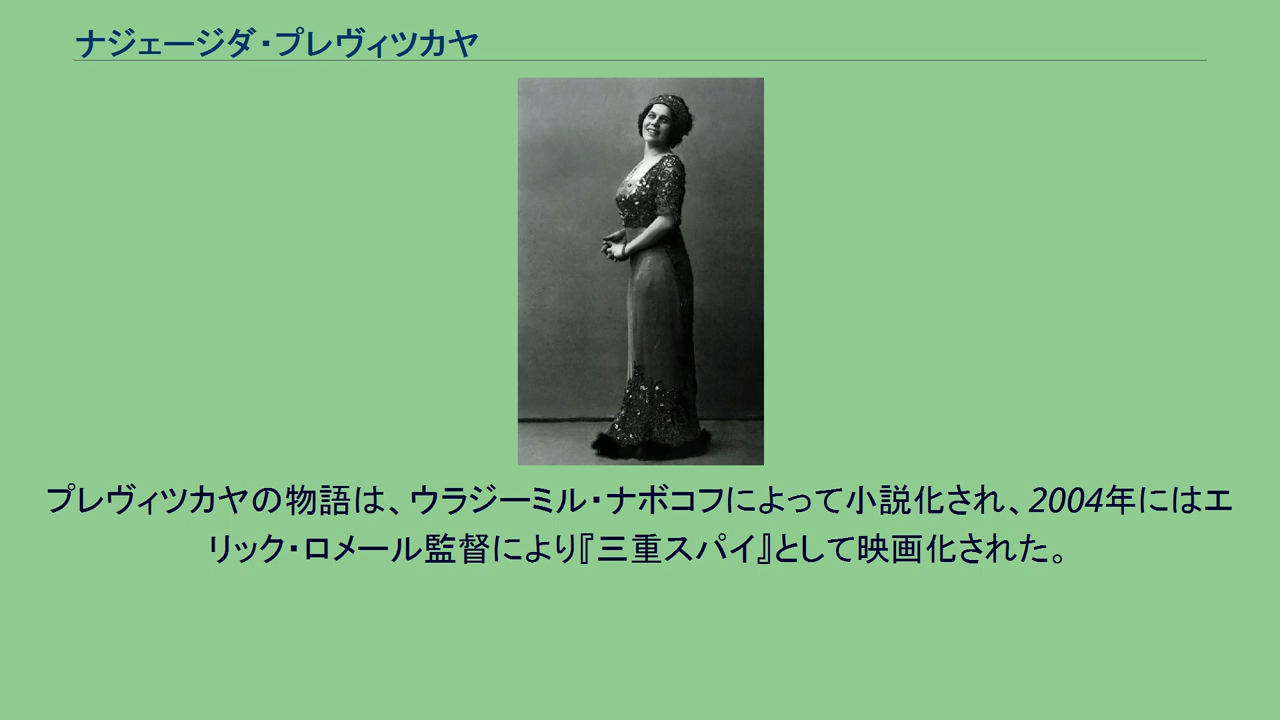 ナジェージダ・プレヴィツカヤ
プレヴィツカヤの物語は、ウラジーミル・ナボコフによって小説化され、2004年にはエ
リック・ロメール監督により『三重スパイ』として映画化された。